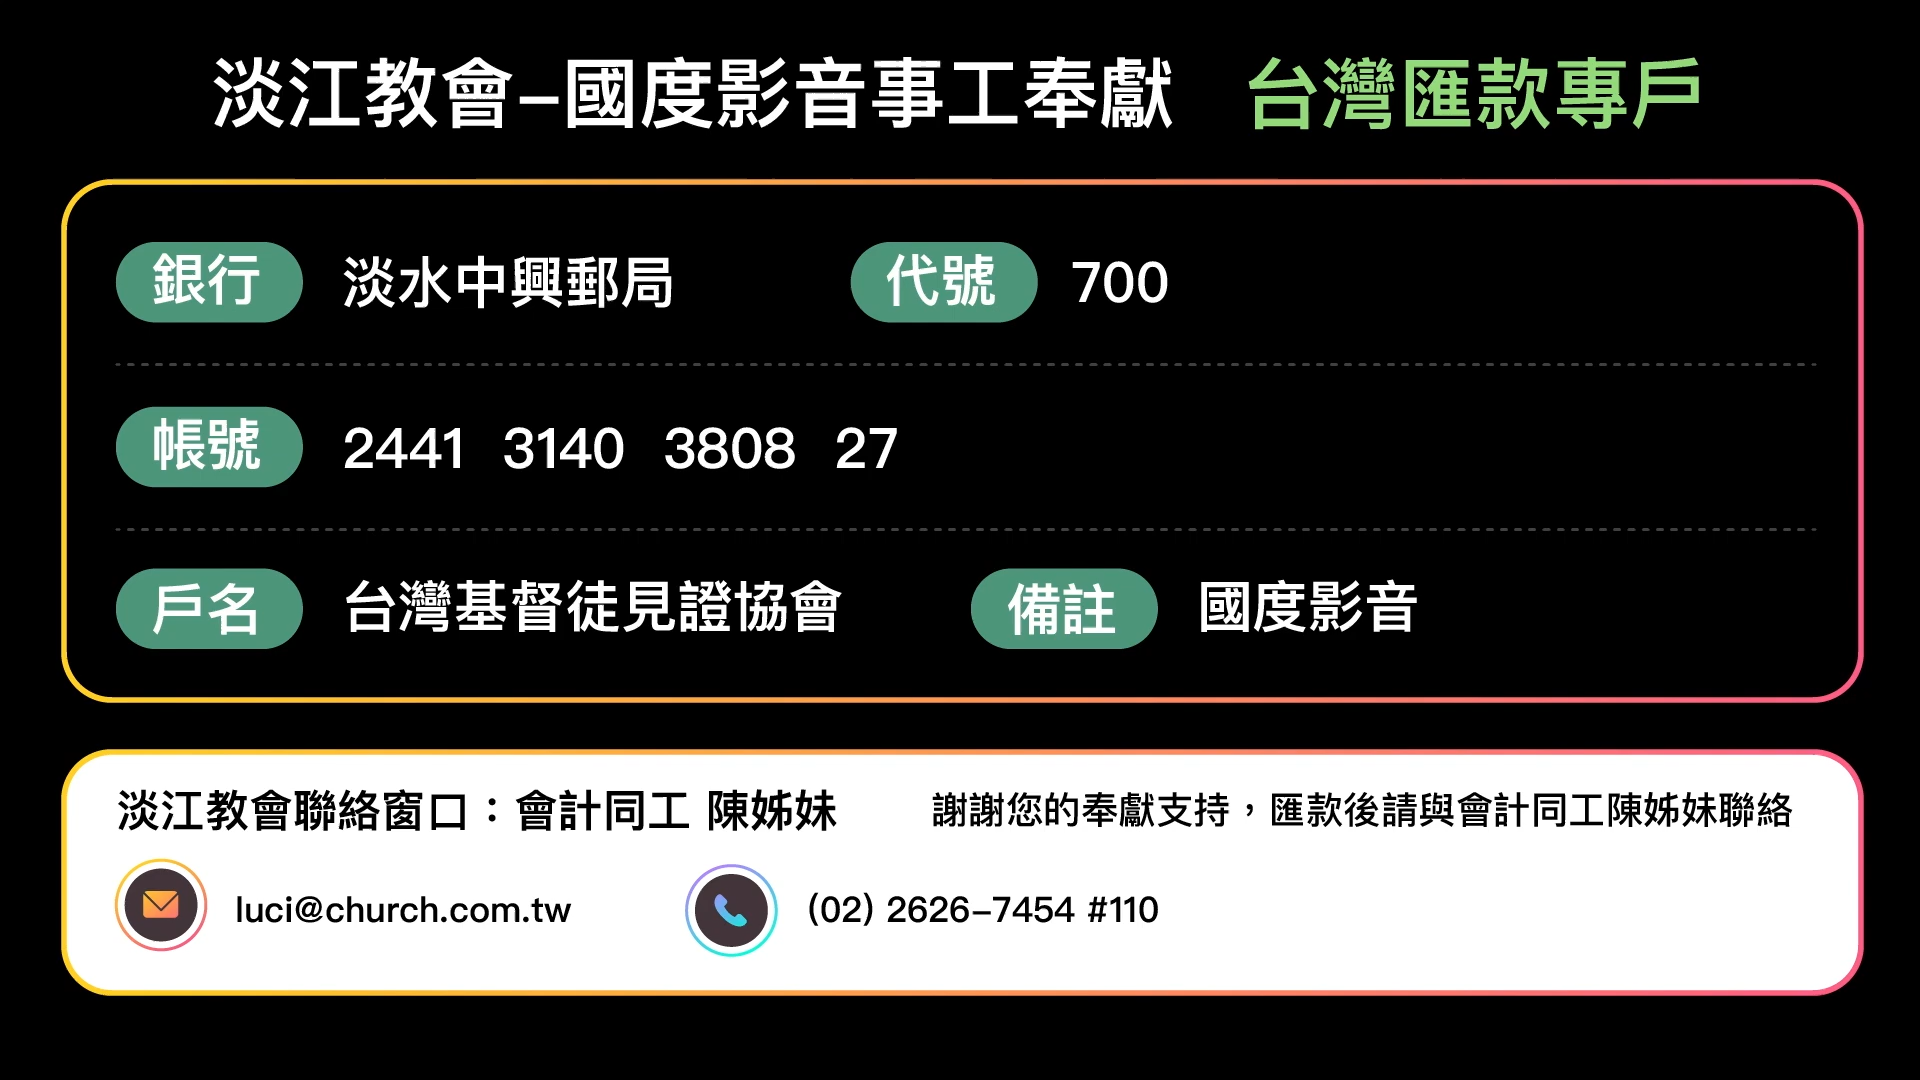 淡江教會–國度影音事工奉獻 台灣匯款專戶
銀行 淡水中興郵局 代號 700
帳號 2441 3140 3808 27
戶名 台灣基督徒見證協會 備註 國度影音
淡江教會聯絡窗口：會計同工 陳姊妹 謝謝您的奉獻支持，匯款後請與會計同工陳姊妹聯絡
luci@church.com.tw (02) 2626–7454 #110